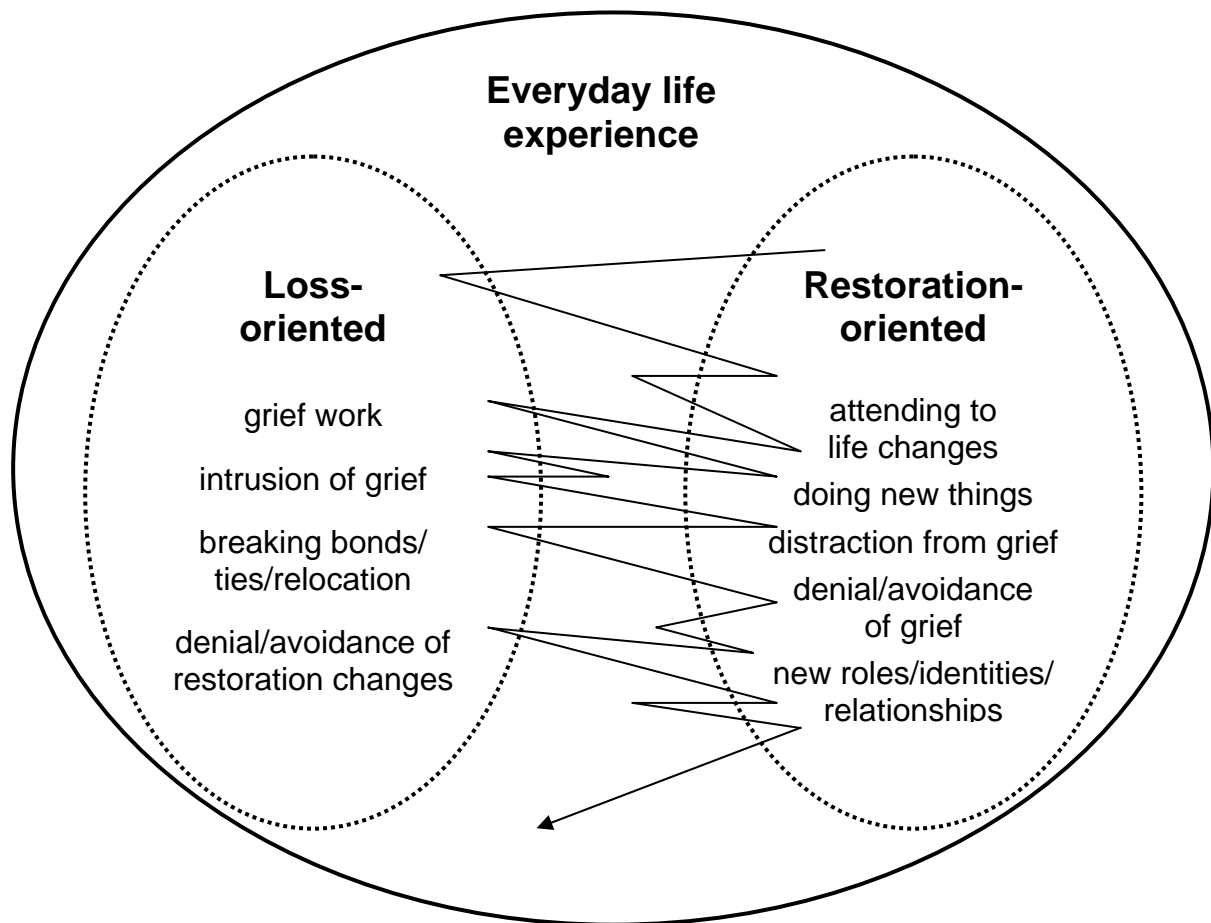 Everyday life
experience
Loss-
oriented
grief work
intrusion of grief
breaking bonds/
ties/relocation
denial/avoidance of
restoration changes
Restoration-
oriented
attending to
life changes
doing new things
distraction from grief
denial/avoidance
of grief
new roles/identities/
relationships